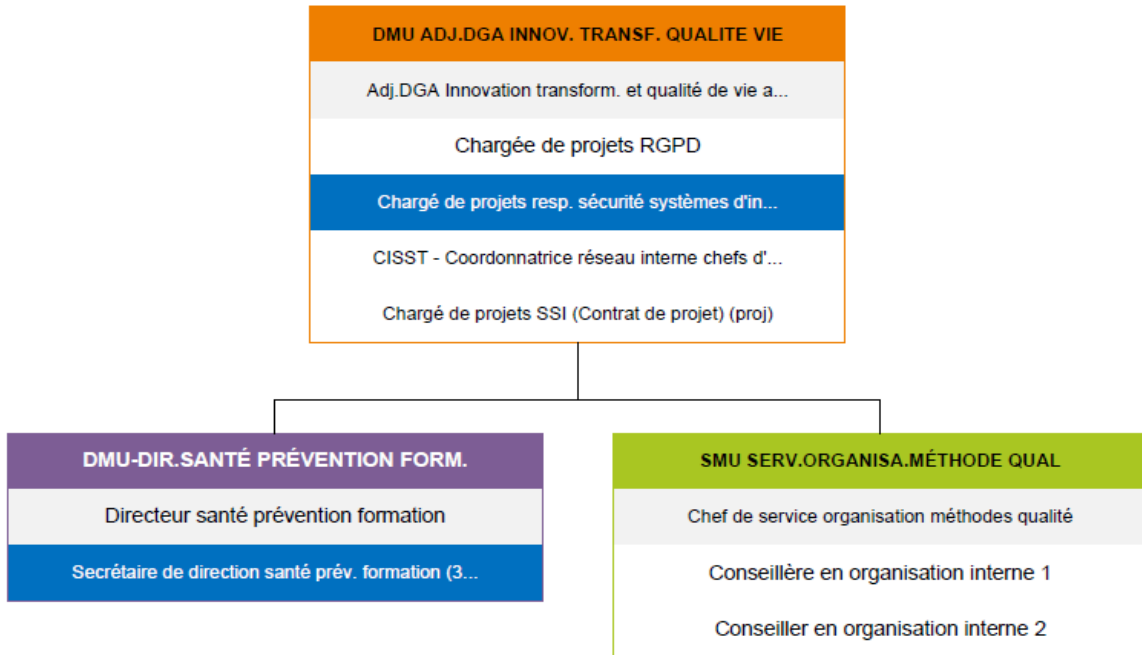 DMU ADJ.DGA INNOV. TRANSF. QUALITE VIE
Adj.DGA Innovation transform. et qualité de vie a...
Chargée de projets RGPD
Chargé de projets resp. sécurité systèmes d'in...
CISST - Coordonnatrice réseau interne chefs d'...
Chargé de projets SSI (Contrat de projet) (proj)
DMU-DIR.SANTÉ PRÉVENTION FORM.
Directeur santé prévention formation
Secrétaire de direction santé prév. formation (3...
SMU SERV.ORGANISA.MÉTHODE QUAL
Chef de service organisation méthodes qualité
Conseillère en organisation interne 1
Conseiller en organisation interne 2